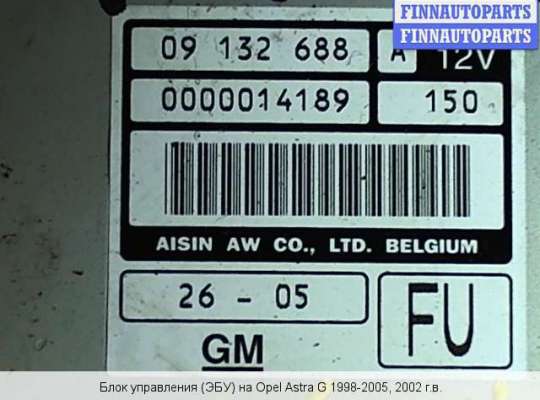 FINNAUTOPARTS
FINNAUTOPARTS
09 132 688 A 12V
0000014189 150
AISIN AW CO., LTD. BELGIUM
26 - 05 FU
GM
Блок управления (ЭБУ) на Opel Astra G 1998-2005, 2002 г.в.